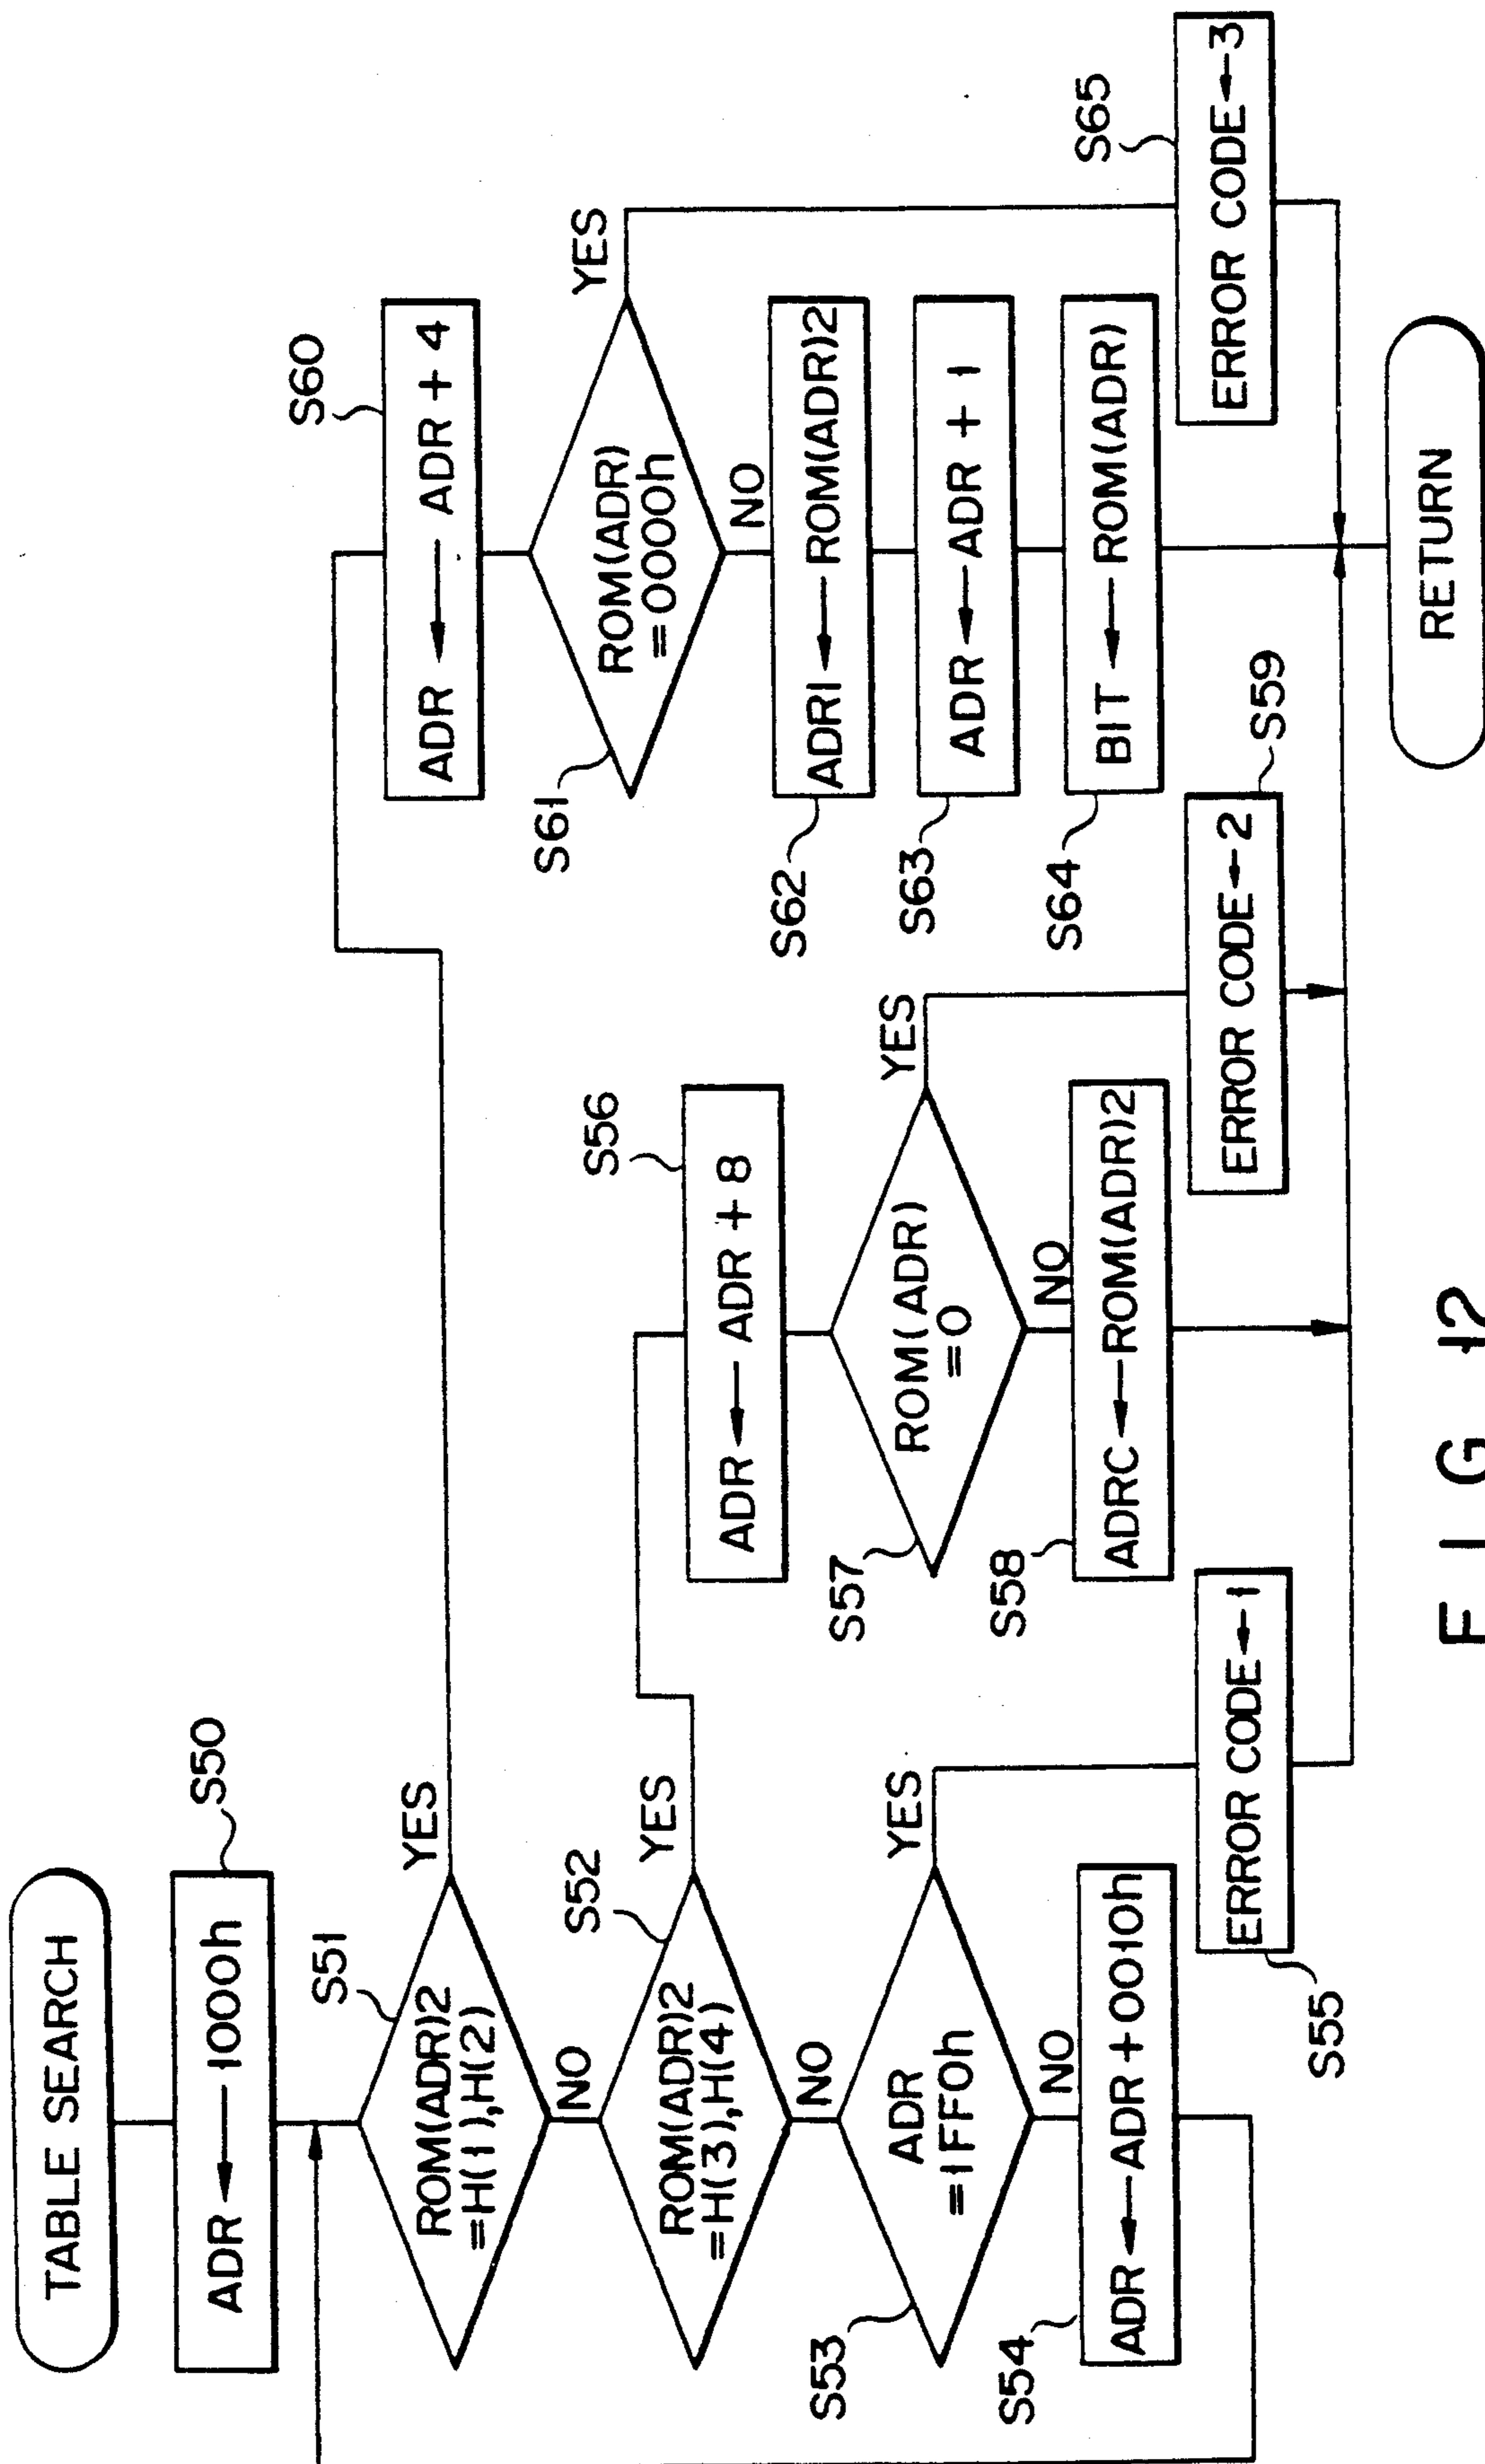 TABLE SEARCH
S50
ADR ← 1000h
S51
ROM(ADR)2
=H(1),H(2)
YES
NO
S52
ROM(ADR)2
=H(3),H(4)
YES
NO
S53
ADR
=1FF0h
YES
NO
S54
ADR ← ADR + 0010h
S55
ERROR CODE ← 1
S56
ADR ← ADR + 8
S57
ROM(ADR)
=0
YES
NO
S58
ADRC ← ROM(ADR)2
S59
ERROR CODE ← 2
S60
ADR ← ADR + 4
S61
ROM(ADR)
=0000h
YES
NO
S62
ADRI ← ROM(ADR)2
S63
ADR ← ADR + 1
S64
BIT ← ROM(ADR)
S65
ERROR CODE ← 3
RETURN
FIG 12